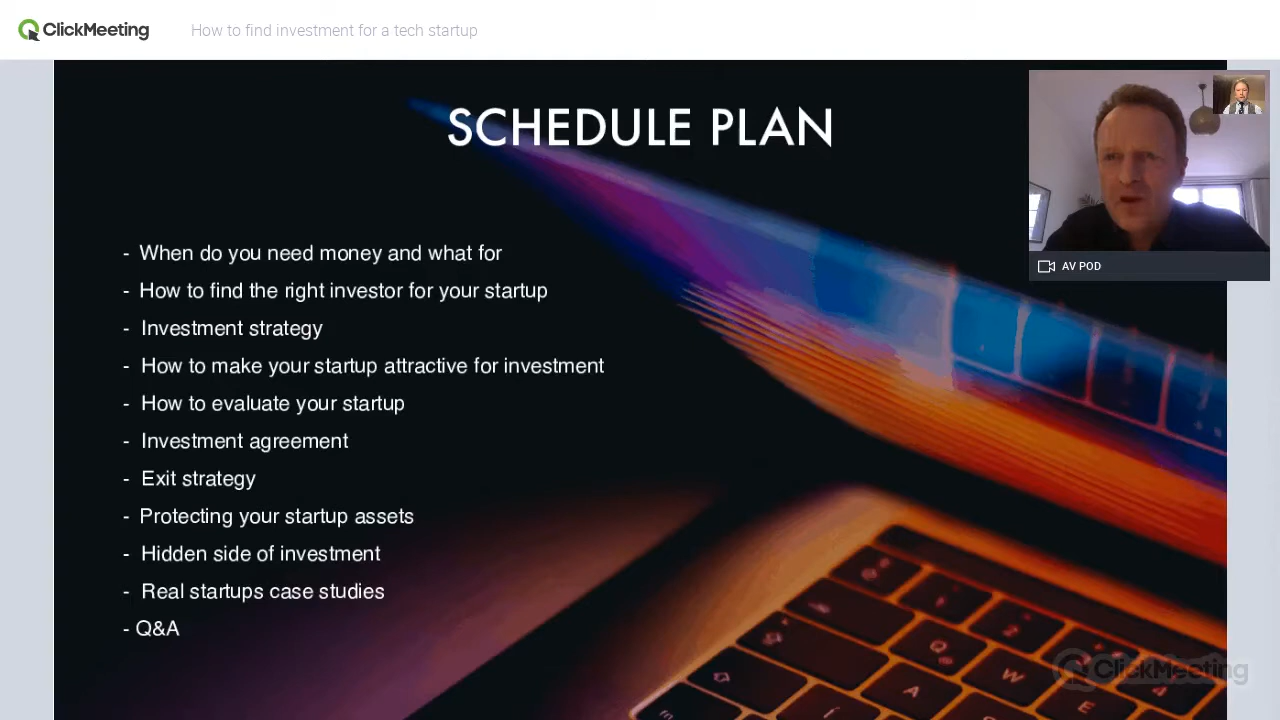 ClickMeeting
How to find investment for a tech startup
SCHEDULE PLAN
AV POD
- When do you need money and what for
- How to find the right investor for your startup
- Investment strategy
- How to make your startup attractive for investment
- How to evaluate your startup
- Investment agreement
- Exit strategy
- Protecting your startup assets
- Hidden side of investment
- Real startups case studies
- Q&A
Q
W
E
A
4
ClickMeeting